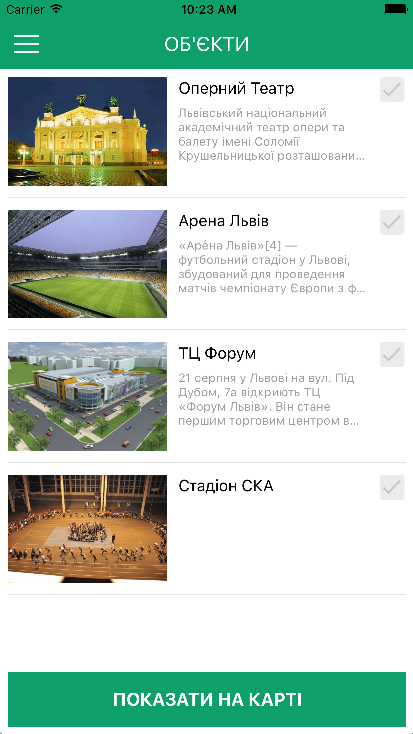 Carrier 10:23 AM
ОБ'ЄКТИ
Оперний Театр
Львівський національний
академічний театр опери та
балету імені Соломії
Крушельницької розташовани...
Арена Львів
«Аре́на Львів»[4] —
футбольний стадіон у Львові,
збудований для проведення
матчів чемпіонату Європи з ф...
ТЦ Форум
21 серпня у Львові на вул. Під
Дубом, 7а відкриють ТЦ
«Форум Львів». Він стане
першим торговим центром в...
Стадіон СКА
ПОКАЗАТИ НА КАРТІ